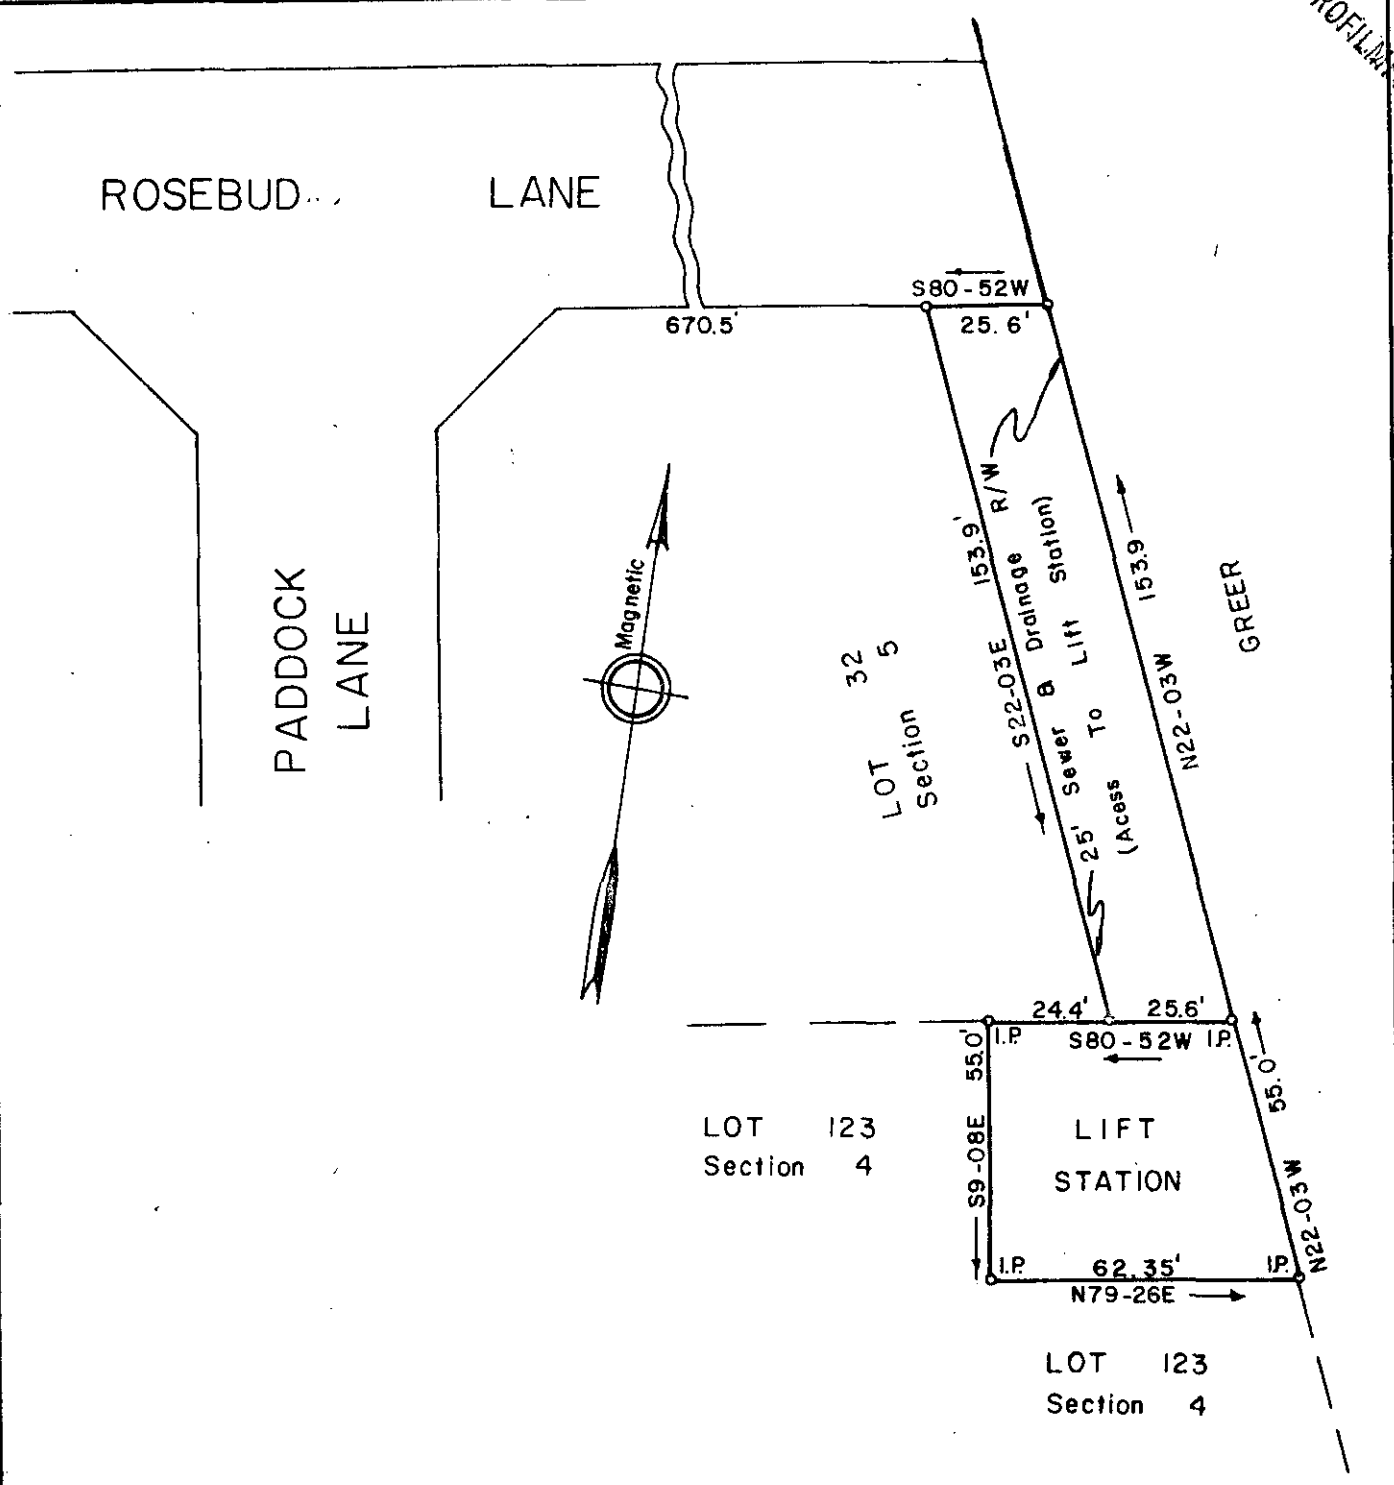 ROSEBUD LANE
S80-52W
25.6'
670.5'
PADDOCK
LANE
Magnetic
LOT 32
Section 5
153.9'
S22-03E
25' Sewer & Drainage R/W
(Acess To Lift Station)
153.9
N22-03W
GREER
24.4'
25.6'
I.P.
S80-52W
I.P.
55.0'
S9-08E
55.0'
N22-03W
LOT 123
Section 4
LIFT
STATION
I.P.
62.35'
I.P.
N79-26E
LOT 123
Section 4